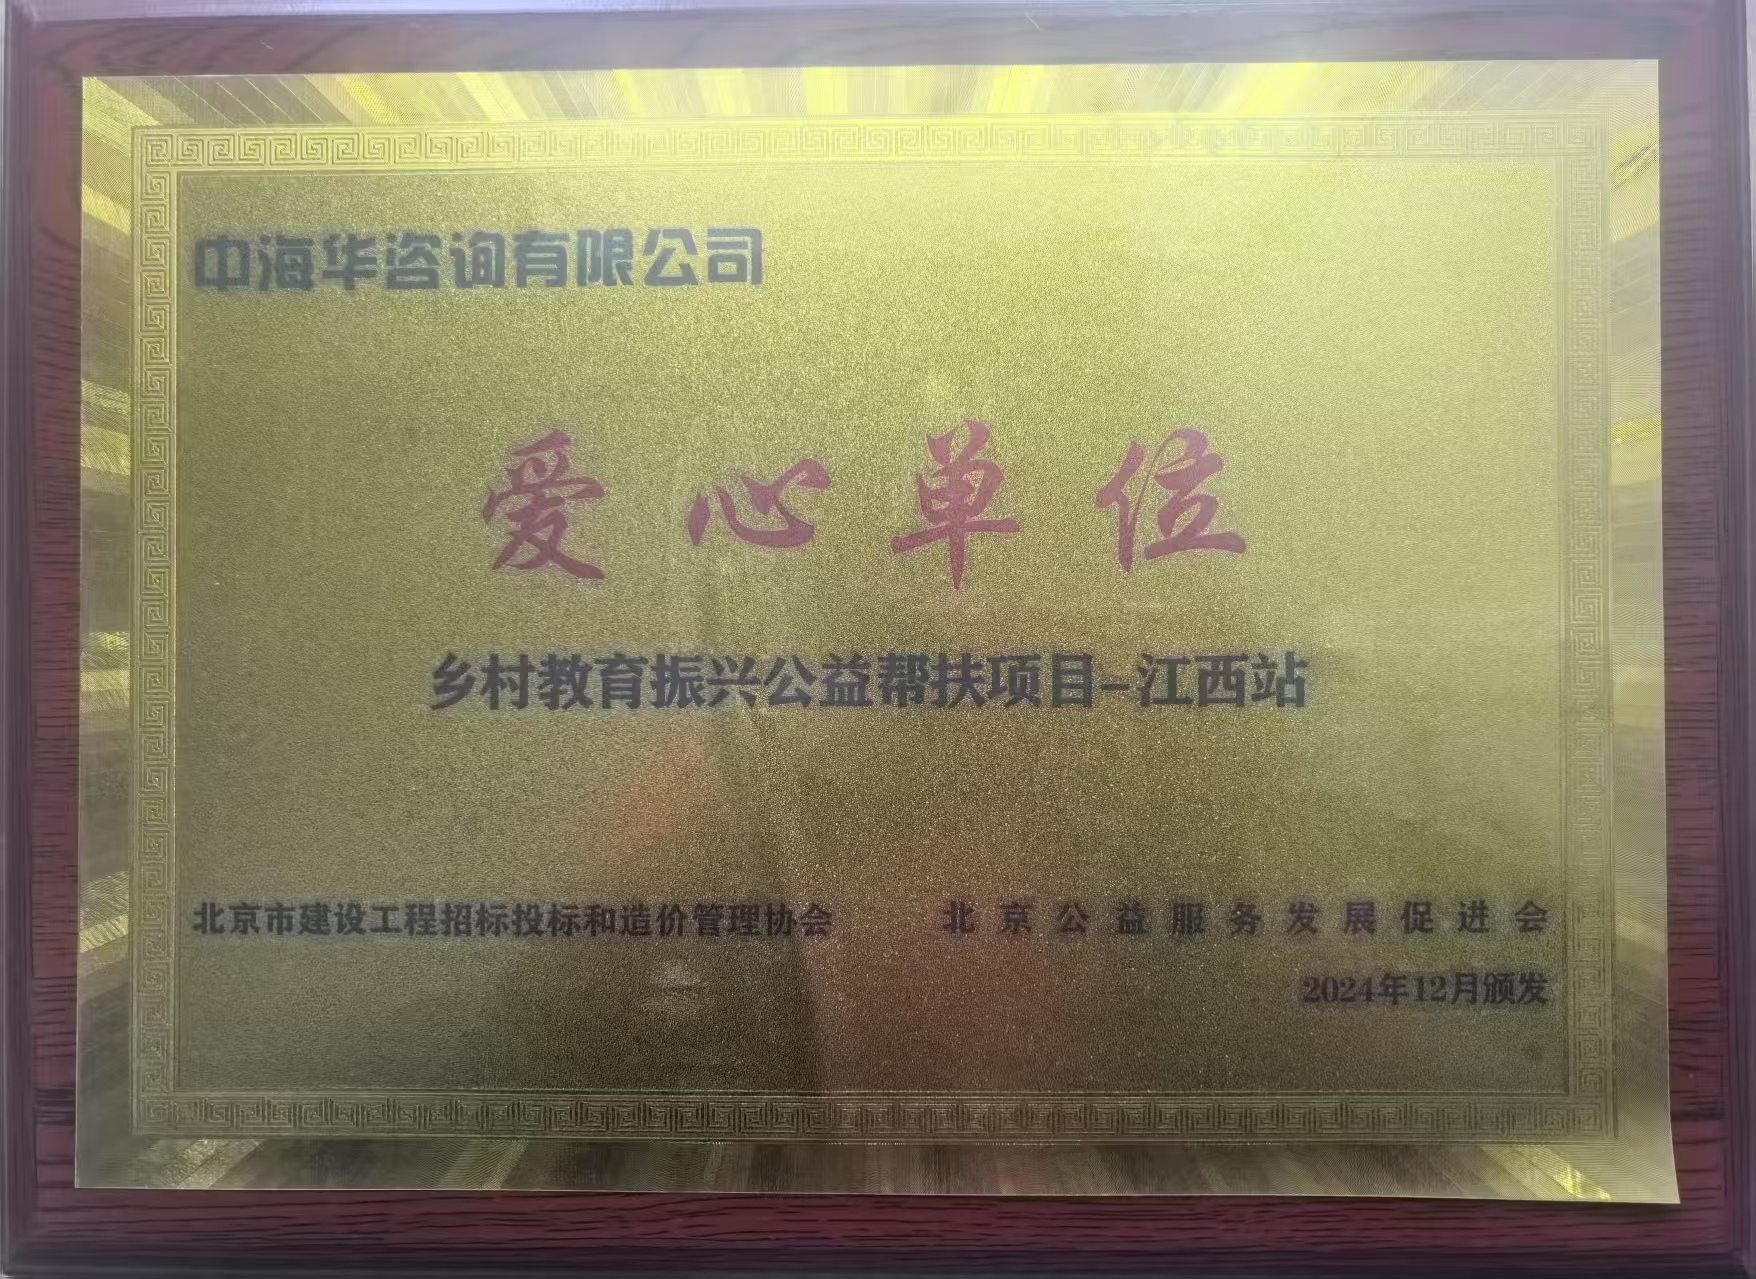 中海华咨询有限公司
爱心单位
乡村教育振兴公益帮扶项目-江西站
北京市建设工程招标投标和造价管理协会 北京公益服务发展促进会
2024年12月颁发